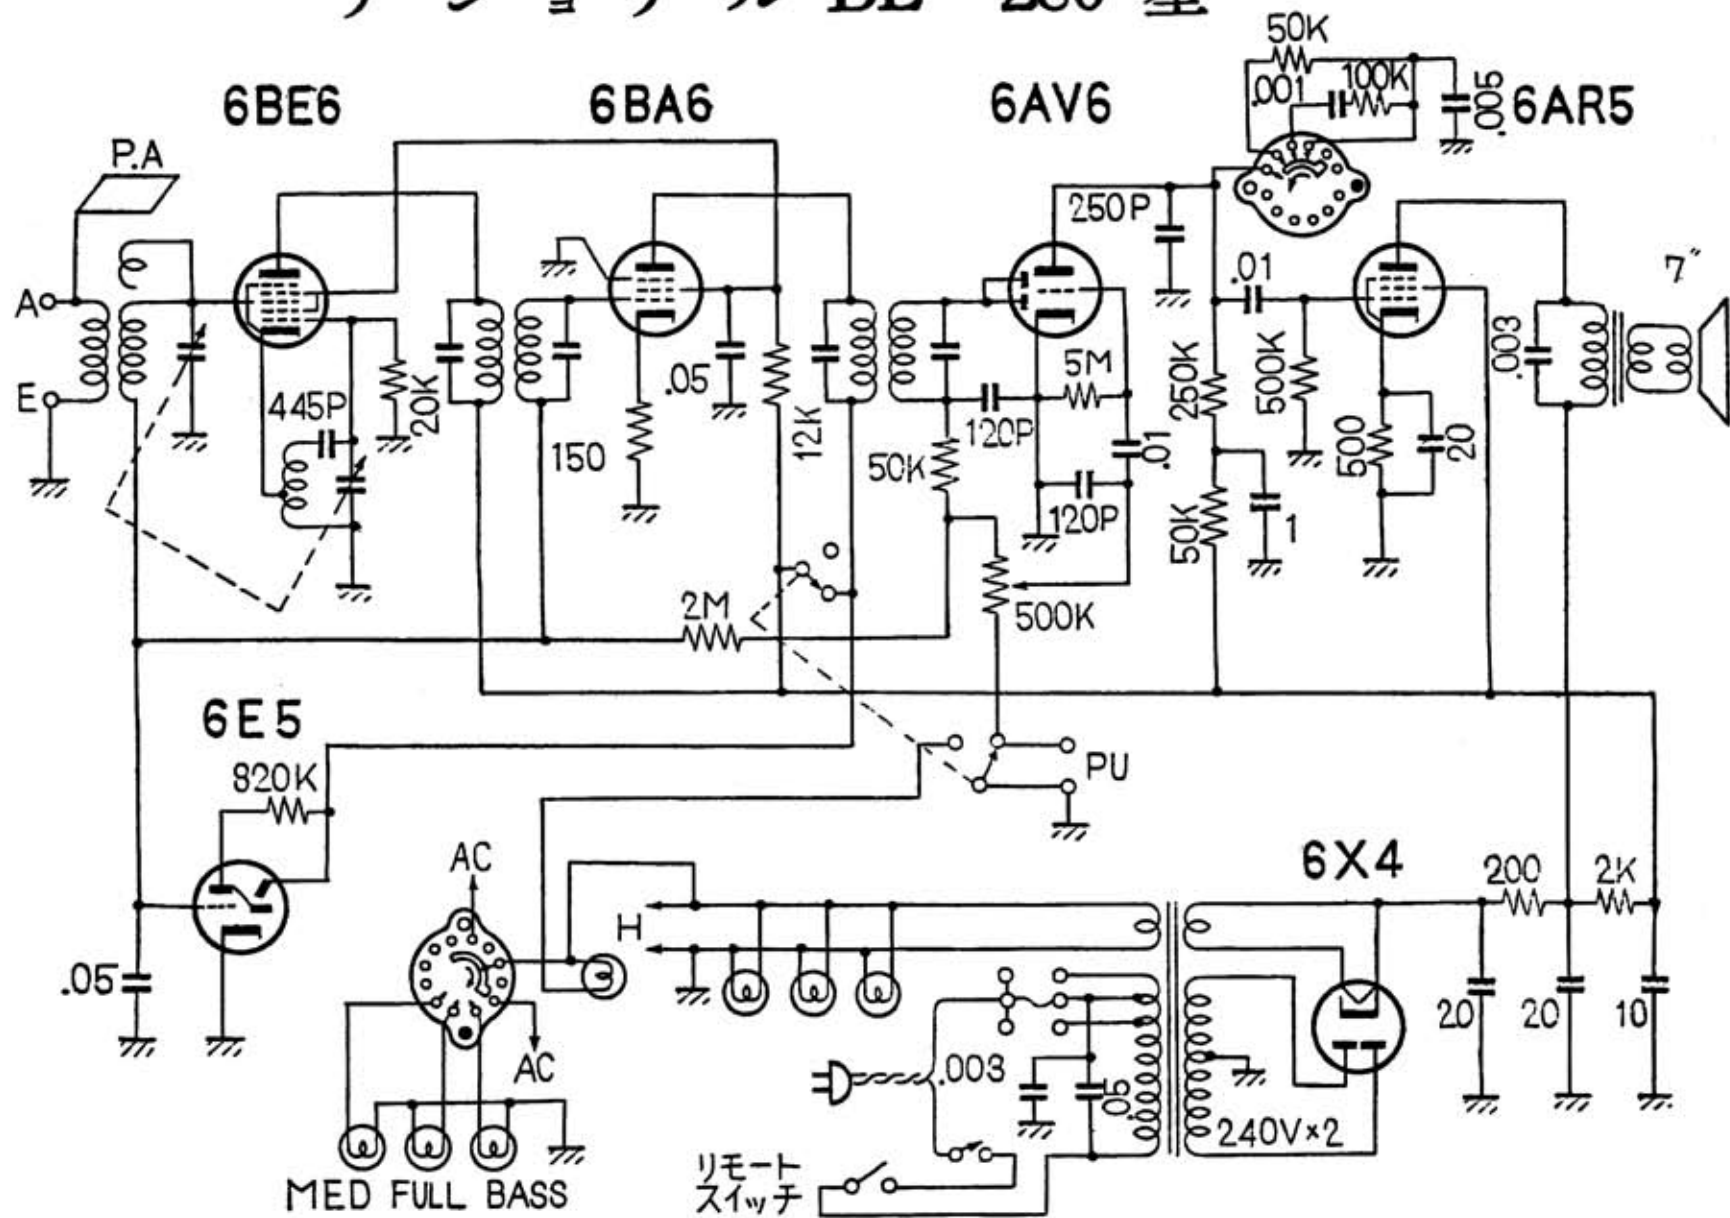 BL 280 型
50K
.001
100K
.005
6BE6
6BA6
6AV6
6AR5
P.A
A
E
250P
.01
7"
445P
20K
150
.05
12K
120P
5M
.01
50K
120P
250K
500K
50K
1
500
20
.003
2M
500K
6E5
820K
PU
AC
H
6X4
200
2K
.05
AC
.003
.05
240V×2
20
20
10
MED FULL BASS
リモート
スイッチ